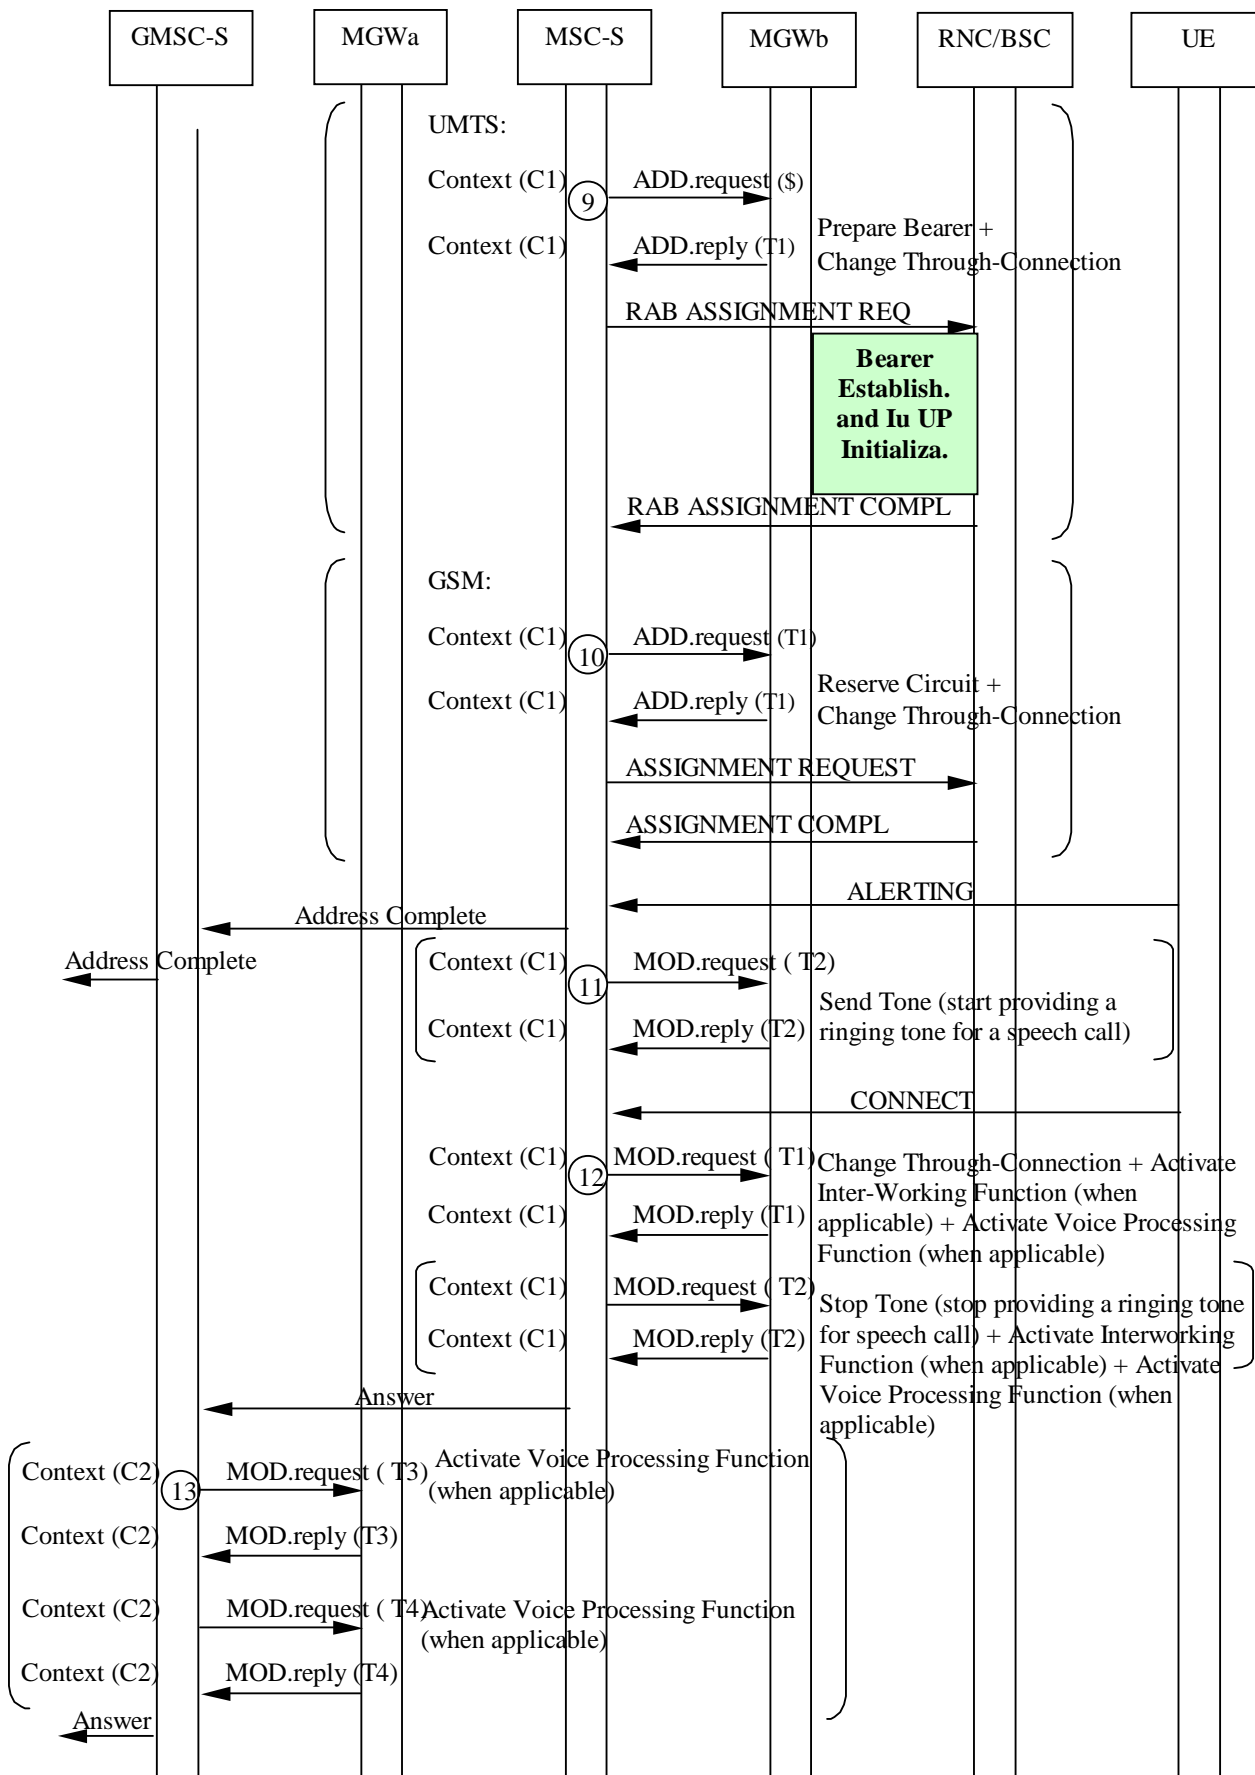 GMSC-S
MGWa
MSC-S
MGWb
RNC/BSC
UE
UMTS:
Context (C1)
9
ADD.request ($)
Context (C1)
ADD.reply (T1)
Prepare Bearer +
Change Through-Connection
RAB ASSIGNMENT REQ
Bearer
Establish.
and Iu UP
Initializa.
RAB ASSIGNMENT COMPL
GSM:
Context (C1)
10
ADD.request (T1)
Context (C1)
ADD.reply (T1)
Reserve Circuit +
Change Through-Connection
ASSIGNMENT REQUEST
ASSIGNMENT COMPL
ALERTING
Address Complete
Address Complete
Context (C1)
11
MOD.request ( T2)
Context (C1)
MOD.reply (T2)
Send Tone (start providing a
ringing tone for a speech call)
CONNECT
Context (C1)
12
MOD.request ( T1)
Context (C1)
MOD.reply (T1)
Change Through-Connection + Activate
Inter-Working Function (when
applicable) + Activate Voice Processing
Function (when applicable)
Context (C1)
MOD.request ( T2)
Context (C1)
MOD.reply (T2)
Stop Tone (stop providing a ringing tone
for speech call) + Activate Interworking
Function (when applicable) + Activate
Voice Processing Function (when
applicable)
Answer
Context (C2)
13
MOD.request ( T3)
Activate Voice Processing Function
(when applicable)
Context (C2)
MOD.reply (T3)
Context (C2)
MOD.request ( T4)
Activate Voice Processing Function
(when applicable)
Context (C2)
MOD.reply (T4)
Answer